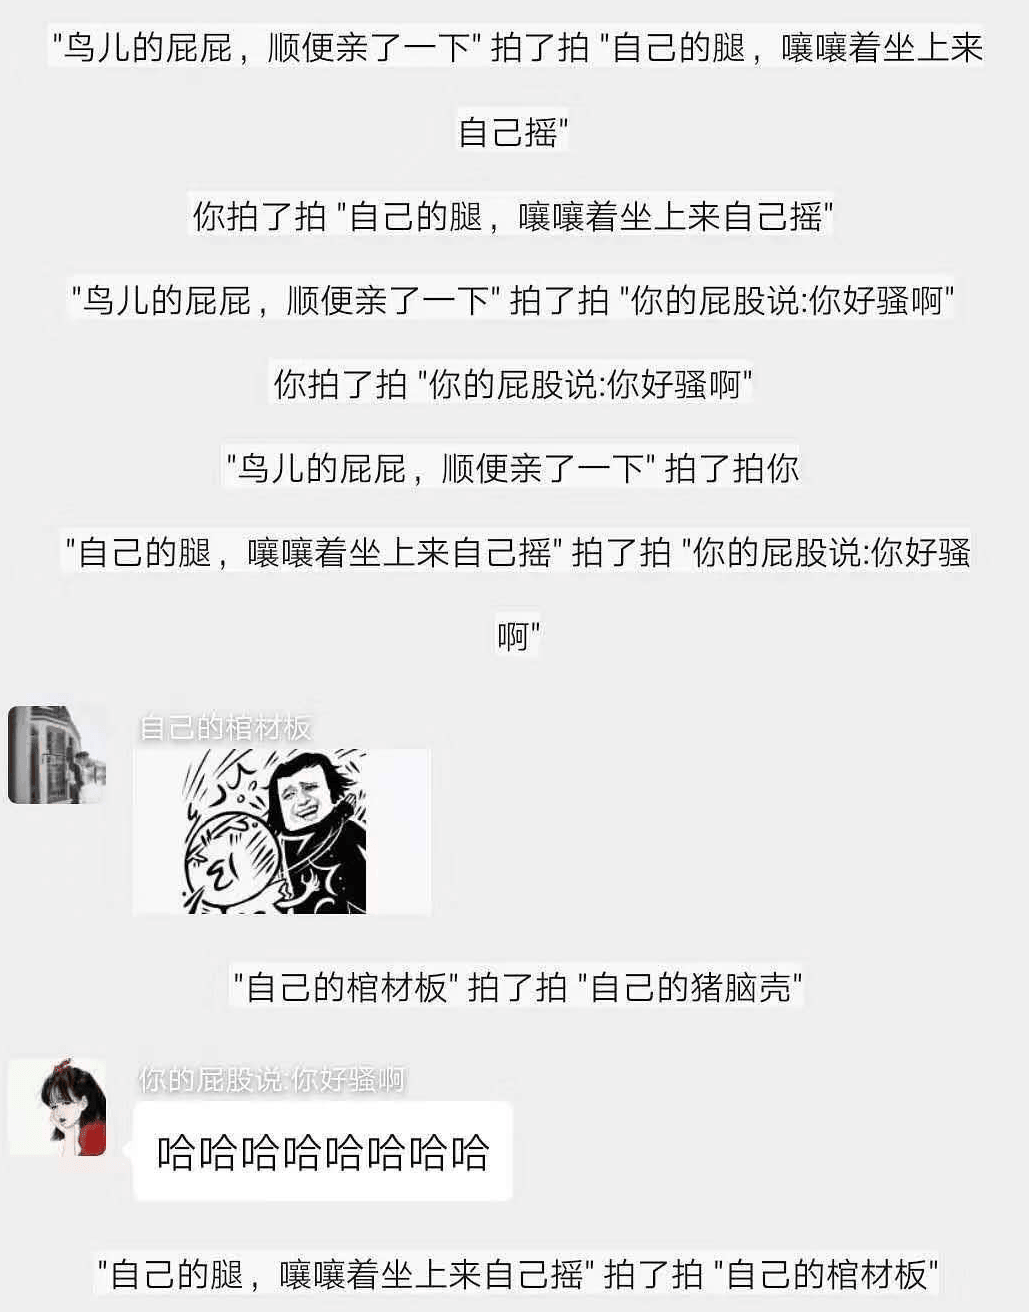 "鸟儿的屁屁，顺便亲了一下" 拍了拍 "自己的腿，嚷嚷着坐上来
自己摇"
你拍了拍 "自己的腿，嚷嚷着坐上来自己摇"
"鸟儿的屁屁，顺便亲了一下" 拍了拍 "你的屁股说:你好骚啊"
你拍了拍 "你的屁股说:你好骚啊"
"鸟儿的屁屁，顺便亲了一下" 拍了拍你
"自己的腿，嚷嚷着坐上来自己摇" 拍了拍 "你的屁股说:你好骚
啊"
自己的棺材板
"自己的棺材板" 拍了拍 "自己的猪脑壳"
你的屁股说:你好骚啊
哈哈哈哈哈哈哈哈
"自己的腿，嚷嚷着坐上来自己摇" 拍了拍 "自己的棺材板"